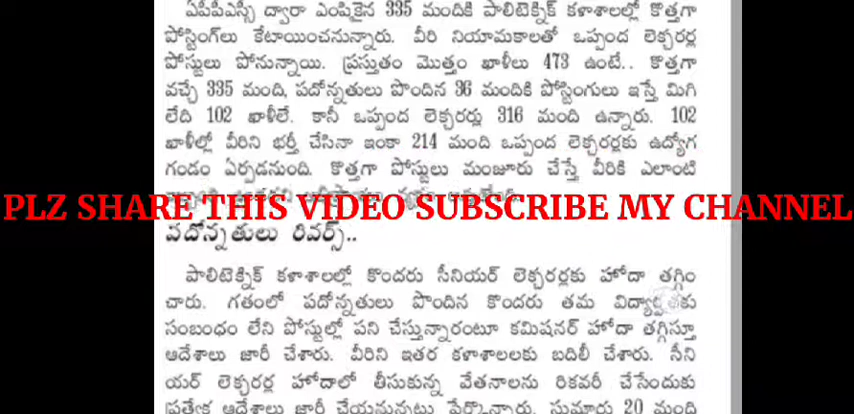 ఏపీపీఎస్సీ ద్వారా ఎంపికైన 335 మందికి పాలిటెక్నిక్ కళాశాలల్లో కొత్తగా
పోస్టింగ్‌లు కేటాయించనున్నారు. వీరి నియామకాలతో ఒప్పంద లెక్చరర్ల
పోస్టులు పోనున్నాయి. ప్రస్తుతం మొత్తం ఖాళీలు 473 ఉంటే.. కొత్తగా
వచ్చే 335 మంది, పదోన్నతులు పొందిన 36 మందికి పోస్టింగులు ఇస్తే మిగి
లేది 102 ఖాళీలే. కానీ ఒప్పంద లెక్చరర్లు 316 మంది ఉన్నారు. 102
ఖాళీల్లో వీరిని భర్తీ చేసినా ఇంకా 214 మంది ఒప్పంద లెక్చరర్లకు ఉద్యోగ
గండం ఏర్పడనుంది. కొత్తగా పోస్టులు మంజూరు చేస్తే వీరికి ఎలాంటి
PLZ SHARE THIS VIDEO SUBSCRIBE MY CHANNEL
పదోన్నతులు రివర్స్..
పాలిటెక్నిక్ కళాశాలల్లో కొందరు సీనియర్ లెక్చరర్లకు హోదా తగ్గిం
చారు. గతంలో పదోన్నతులు పొందిన కొందరు తమ విద్యార్హతకు
సంబంధం లేని పోస్టుల్లో పని చేస్తున్నారంటూ కమిషనర్ హోదా తగ్గిస్తూ
ఆదేశాలు జారీ చేశారు. వీరిని ఇతర కళాశాలలకు బదిలీ చేశారు. సీని
యర్ లెక్చరర్ల హోదాలో తీసుకున్న వేతనాలను రికవరీ చేసేందుకు
ప్రత్యేక ఆదేశాలు జారీ చేయనున్నట్లు పేర్కొన్నారు. సుమారు 20 మంది